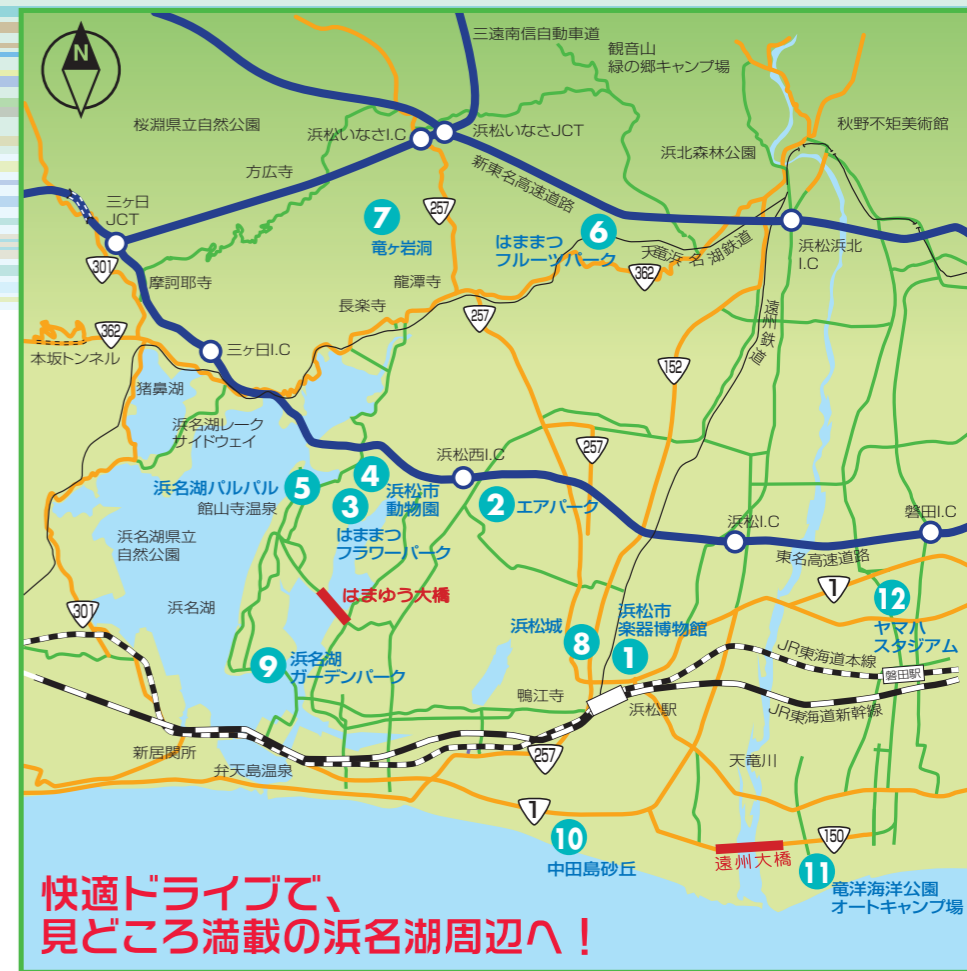 N
三遠南信自動車道
観音山
緑の郷キャンプ場
桜淵県立自然公園
浜松いなさI.C
浜松いなさJCT
秋野不矩美術館
浜北森林公園
方広寺
新東名高速道路
三ヶ日
JCT
257
7
竜ヶ岩洞
6
はままつ
フルーツパーク
天竜浜名湖鉄道
浜松浜北
I.C
301
摩訶耶寺
龍潭寺
362
長楽寺
257
遠州鉄道
362
本坂トンネル
三ヶ日I.C
152
猪鼻湖
浜名湖レーク
サイドウェイ
257
浜松西I.C
浜名湖パルパル
5
館山寺温泉
4
浜松市
動物園
3
はままつ
フラワーパーク
2
エアパーク
浜松I.C
磐田I.C
浜名湖県立
自然公園
東名高速道路
はまゆう大橋
1
12
ヤマハ
スタジアム
301
浜名湖
浜松城
8
浜松市
楽器博物館
1
9
浜名湖
ガーデンパーク
JR東海道本線
磐田駅
鴨江寺
浜松駅
JR東海道新幹線
新居関所
弁天島温泉
257
天竜川
1
10
中田島砂丘
150
遠州大橋
11
竜洋海洋公園
オートキャンプ場
快適ドライブで、
見どころ満載の浜名湖周辺へ！